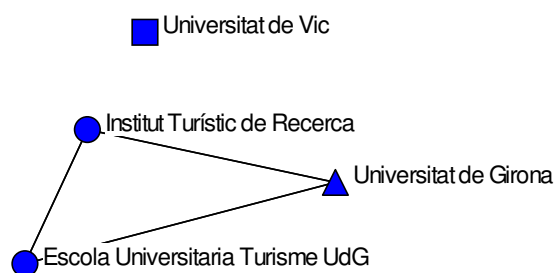 Universitat de Vic
Institut Turístic de Recerca
Universitat de Girona
Escola Universitaria Turisme UdG